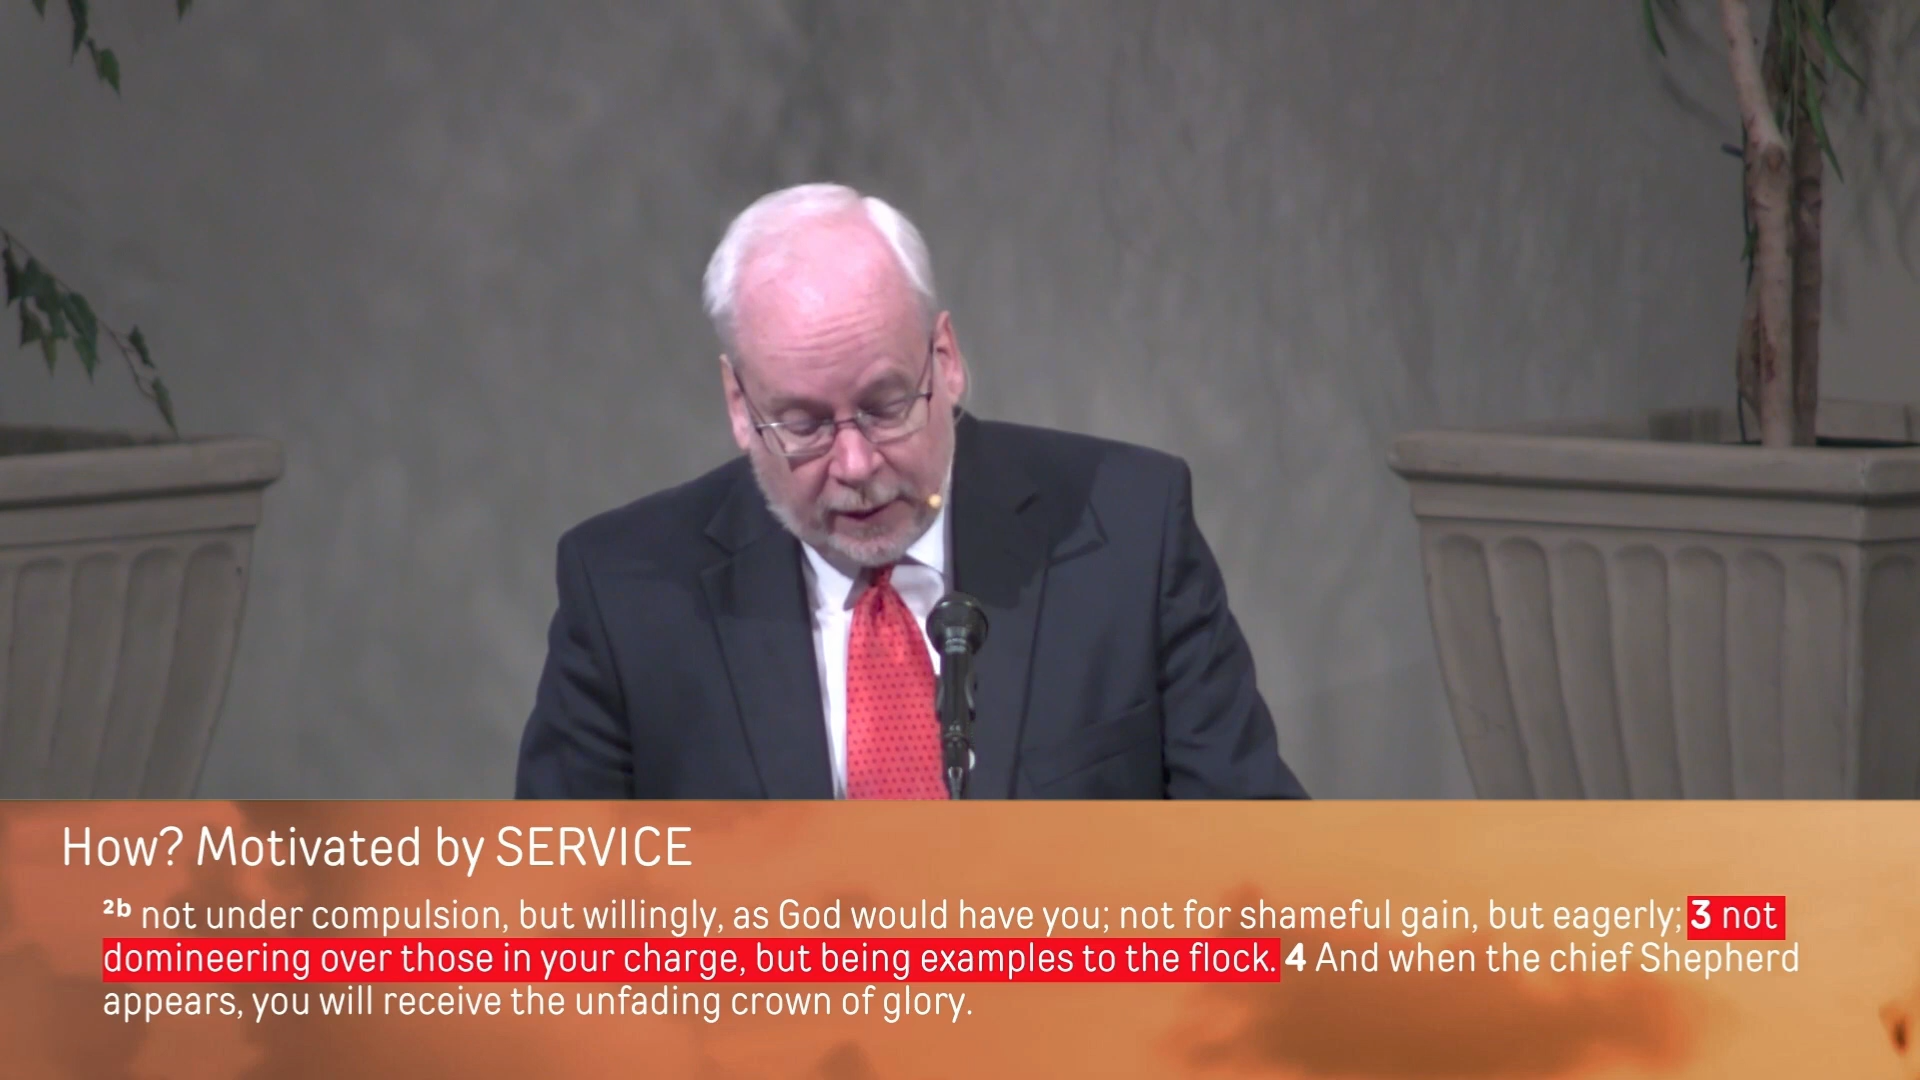 How? Motivated by SERVICE
²ᵇ not under compulsion, but willingly, as God would have you; not for shameful gain, but eagerly; 3 not
domineering over those in your charge, but being examples to the flock. 4 And when the chief Shepherd
appears, you will receive the unfading crown of glory.